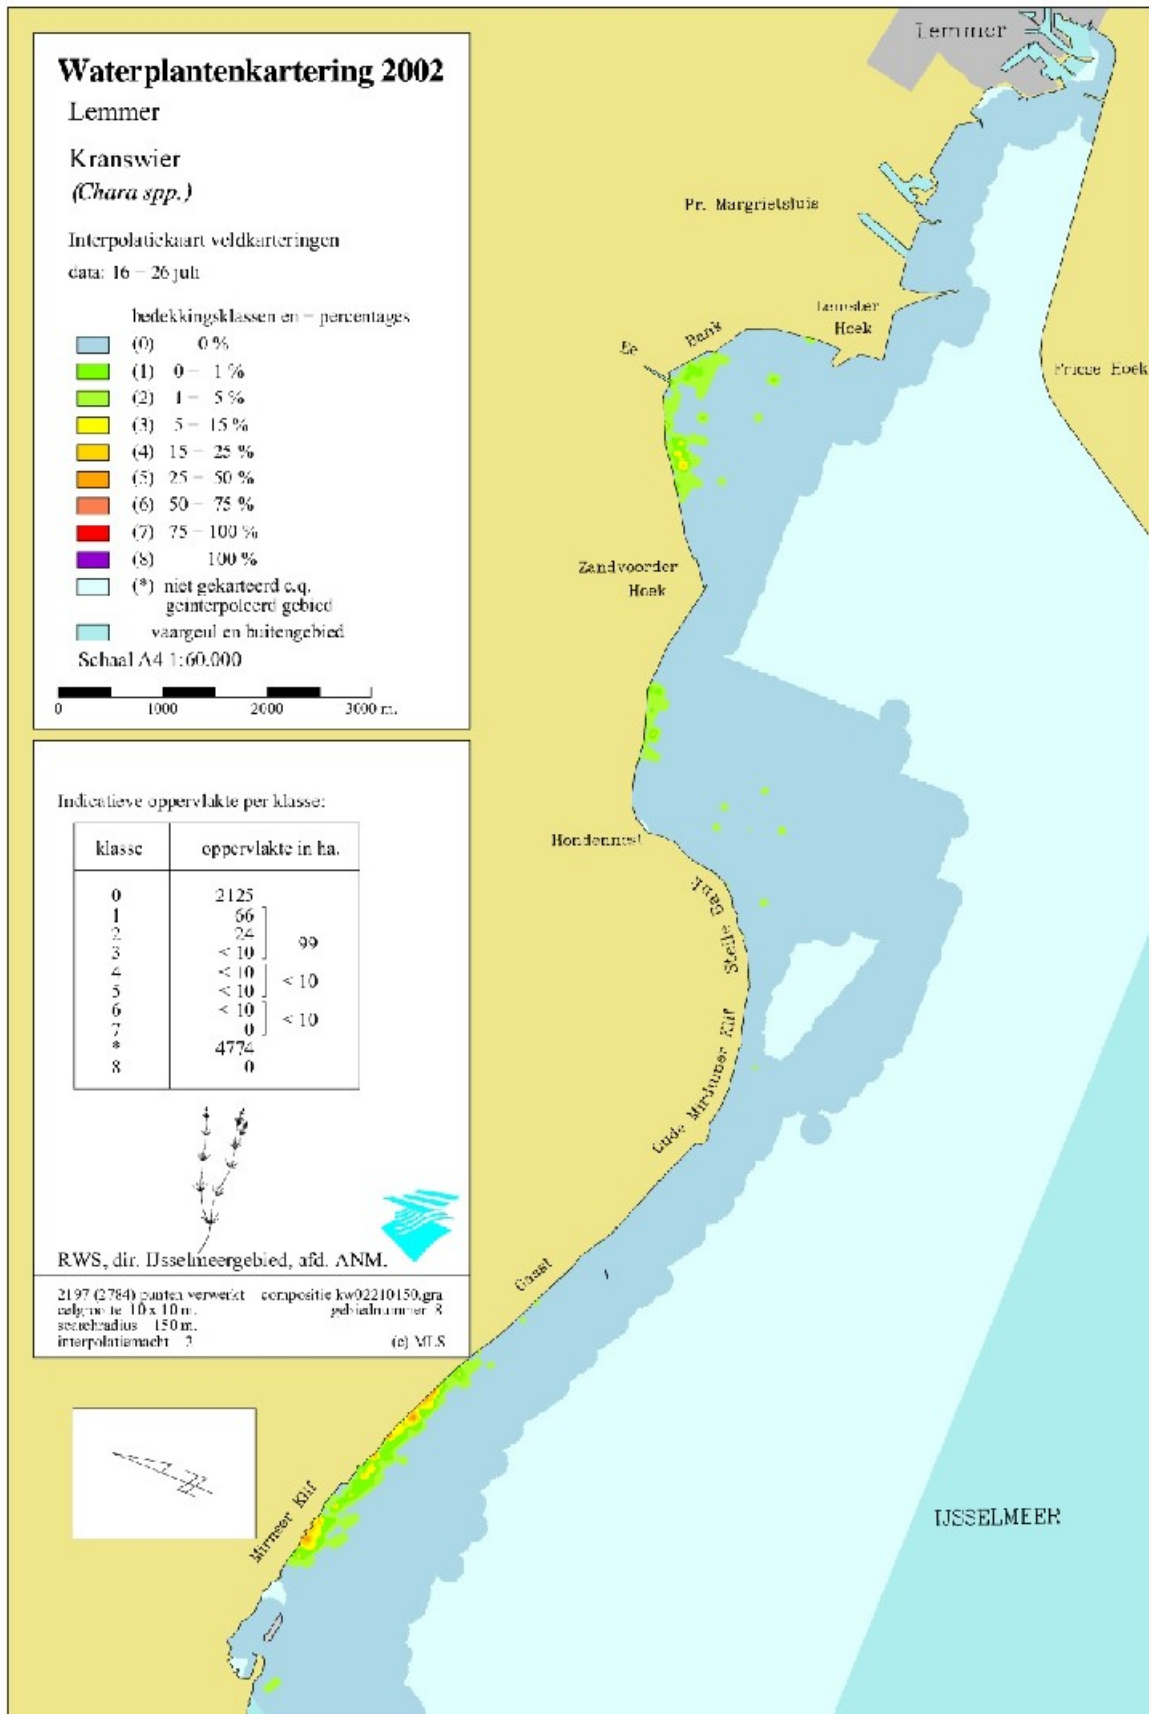 Waterplantenkartering 2002
Lemmer
Kranswier
(Chara spp.)
Interpolatiekaart veldkarteringen
data: 16 - 26 juli
bedekkingsklassen en - percentages
(0) 0 %
(1) 0 - 1 %
(2) 1 - 5 %
(3) 5 - 15 %
(4) 15 - 25 %
(5) 25 - 50 %
(6) 50 - 75 %
(7) 75 - 100 %
(8) 100 %
(*) niet gekarteerd c.q.
geinterpoleerd gebied
vaargeul en buitengebied
Schaal A4 1:60.000
0 1000 2000 3000 m.
Indicatieve oppervlakte per klasse:
klasse oppervlakte in ha.
0 2125
1 66
2 24
3 < 10
99
4 < 10
5 < 10
< 10
6 < 10
7 0
< 10
* 4774
8 0
RWS, dir. IJsselmeergebied, afd. ANM.
2197 (2784) punten verwerkt compositie kw02210150.gra
celgrootte 10 x 10 m. gebiednummer 8
searchradius 150 m.
interpolatiemacht (c) MLS
Lemmer
Pr. Margrietsluis
Lemster
Hoek
Bank
Ee
Friese Hoek
Zandvoorder
Hoek
Hondennest
Steile Bank
Oude Mirdumer Klif
Gaast
Mirnser Klif
IJSSELMEER